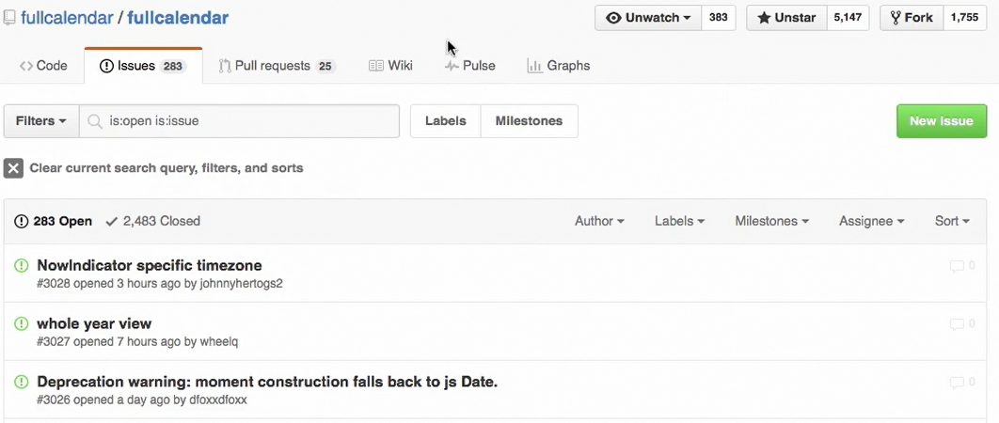 fullcalendar / fullcalendar
Unwatch 383 Unstar 5,147 Fork 1,755
Code Issues 283 Pull requests 25 Wiki Pulse Graphs
Filters is:open is:issue Labels Milestones New issue
Clear current search query, filters, and sorts
283 Open 2,483 Closed Author Labels Milestones Assignee Sort
NowIndicator specific timezone 0
#3028 opened 3 hours ago by johnnyhertogs2
whole year view 0
#3027 opened 7 hours ago by wheelq
Deprecation warning: moment construction falls back to js Date. 0
#3026 opened a day ago by dfoxxdfoxx